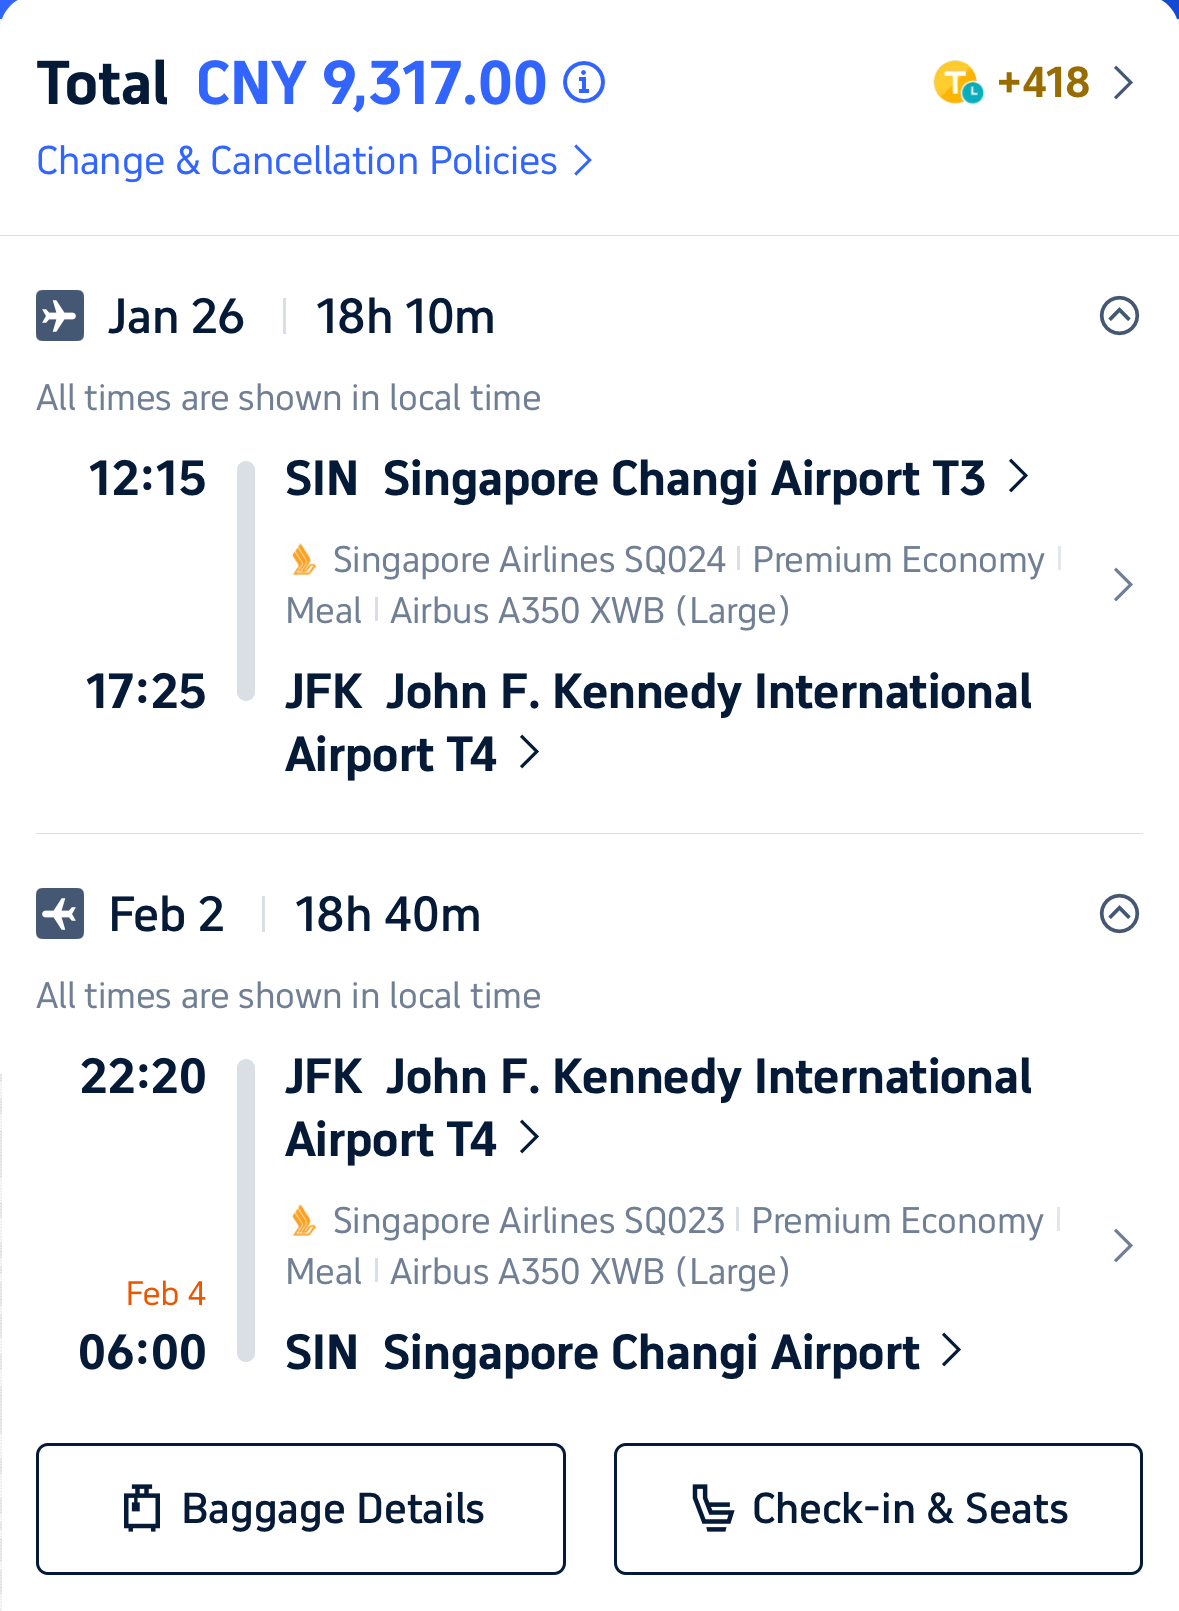 Total CNY 9,317.00 +418
Change & Cancellation Policies
Jan 26 18h 10m
All times are shown in local time
12:15 SIN Singapore Changi Airport T3
Singapore Airlines SQ024 | Premium Economy |
Meal | Airbus A350 XWB (Large)
17:25 JFK John F. Kennedy International
Airport T4
Feb 2 18h 40m
All times are shown in local time
22:20 JFK John F. Kennedy International
Airport T4
Singapore Airlines SQ023 | Premium Economy |
Meal | Airbus A350 XWB (Large)
Feb 4
06:00 SIN Singapore Changi Airport
Baggage Details Check-in & Seats